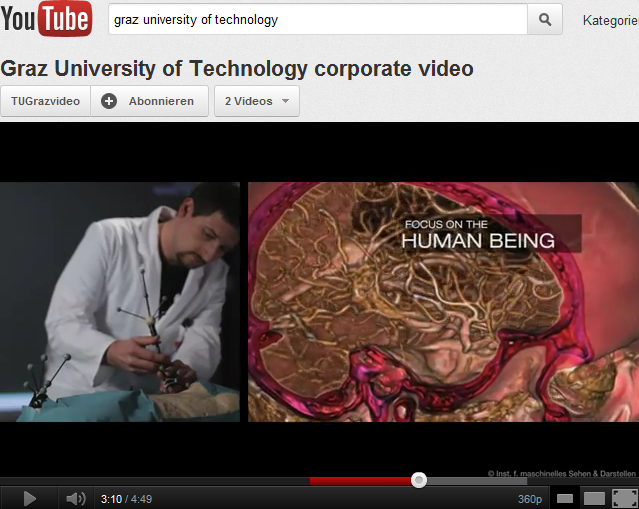 YouTube
graz university of technology
Kategorie
Graz University of Technology corporate video
TUGrazvideo
Abonnieren
2 Videos
FOCUS ON THE
HUMAN BEING
© Inst. f. maschinelles Sehen & Darstellen
3:10 / 4:49
360p